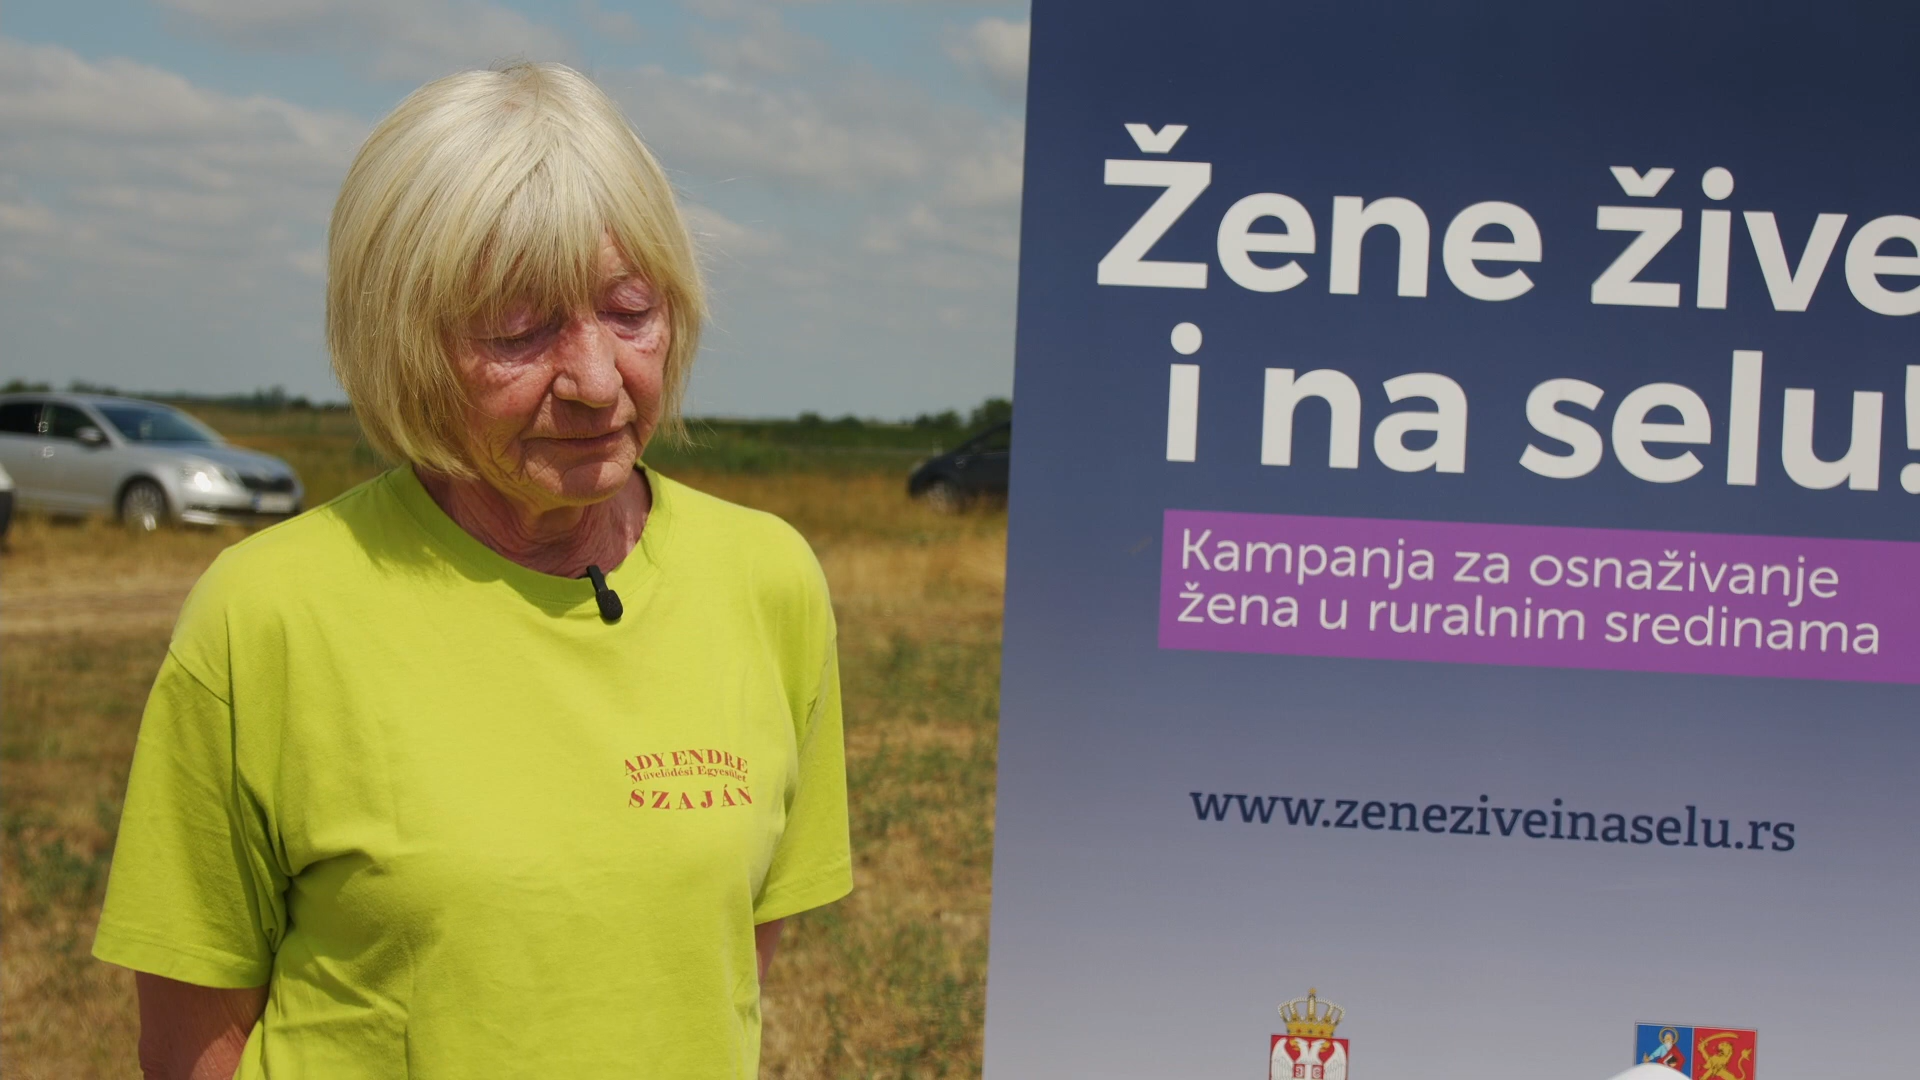 Žene žive
i na selu!
Kampanja za osnaživanje
žena u ruralnim sredinama
www.zeneziveinaselu.rs
ADY ENDRE
Művelődési Egyesület
SZAJÁN